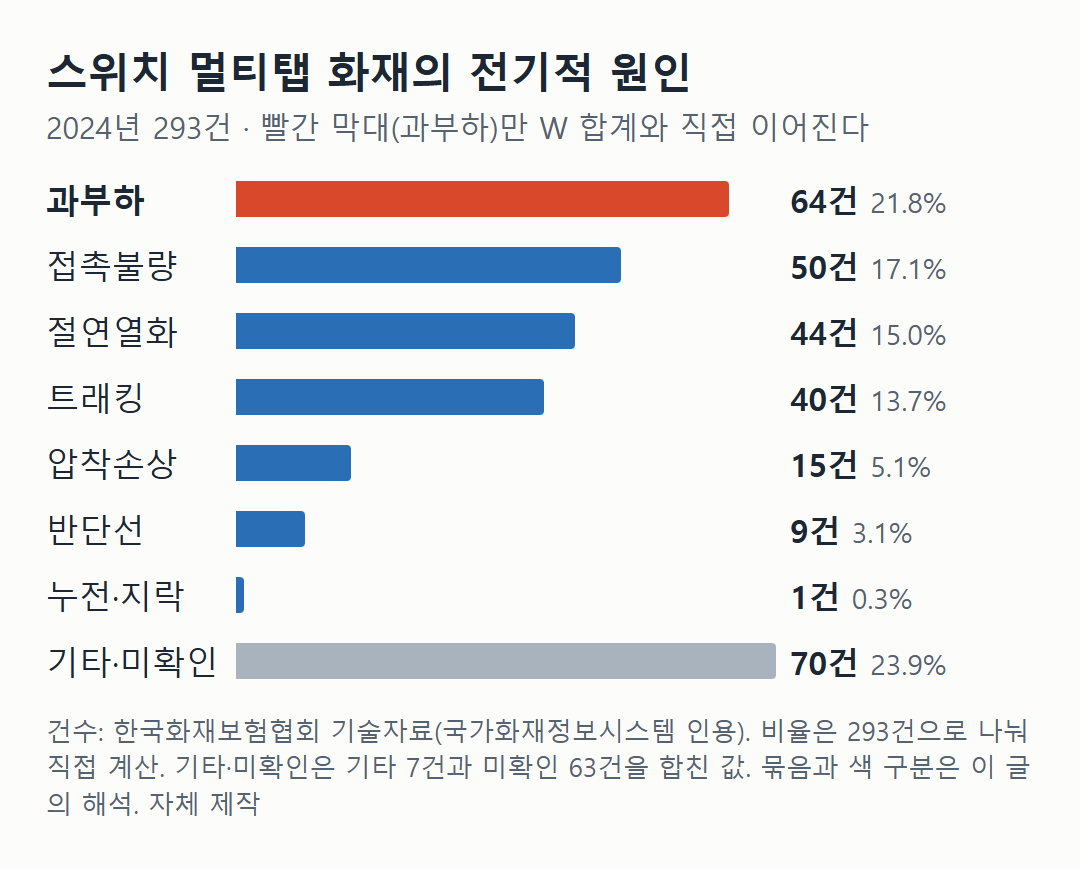 스위치 멀티탭 화재의 전기적 원인
2024년 293건 · 빨간 막대(과부하)만 W 합계와 직접 이어진다
과부하 64건 21.8%
접촉불량 50건 17.1%
절연열화 44건 15.0%
트래킹 40건 13.7%
압착손상 15건 5.1%
반단선 9건 3.1%
누전·지락 1건 0.3%
기타·미확인 70건 23.9%
건수: 한국화재보험협회 기술자료(국가화재정보시스템 인용). 비율은 293건으로 나눠
직접 계산. 기타·미확인은 기타 7건과 미확인 63건을 합친 값. 묶음과 색 구분은 이 글
의 해석. 자체 제작